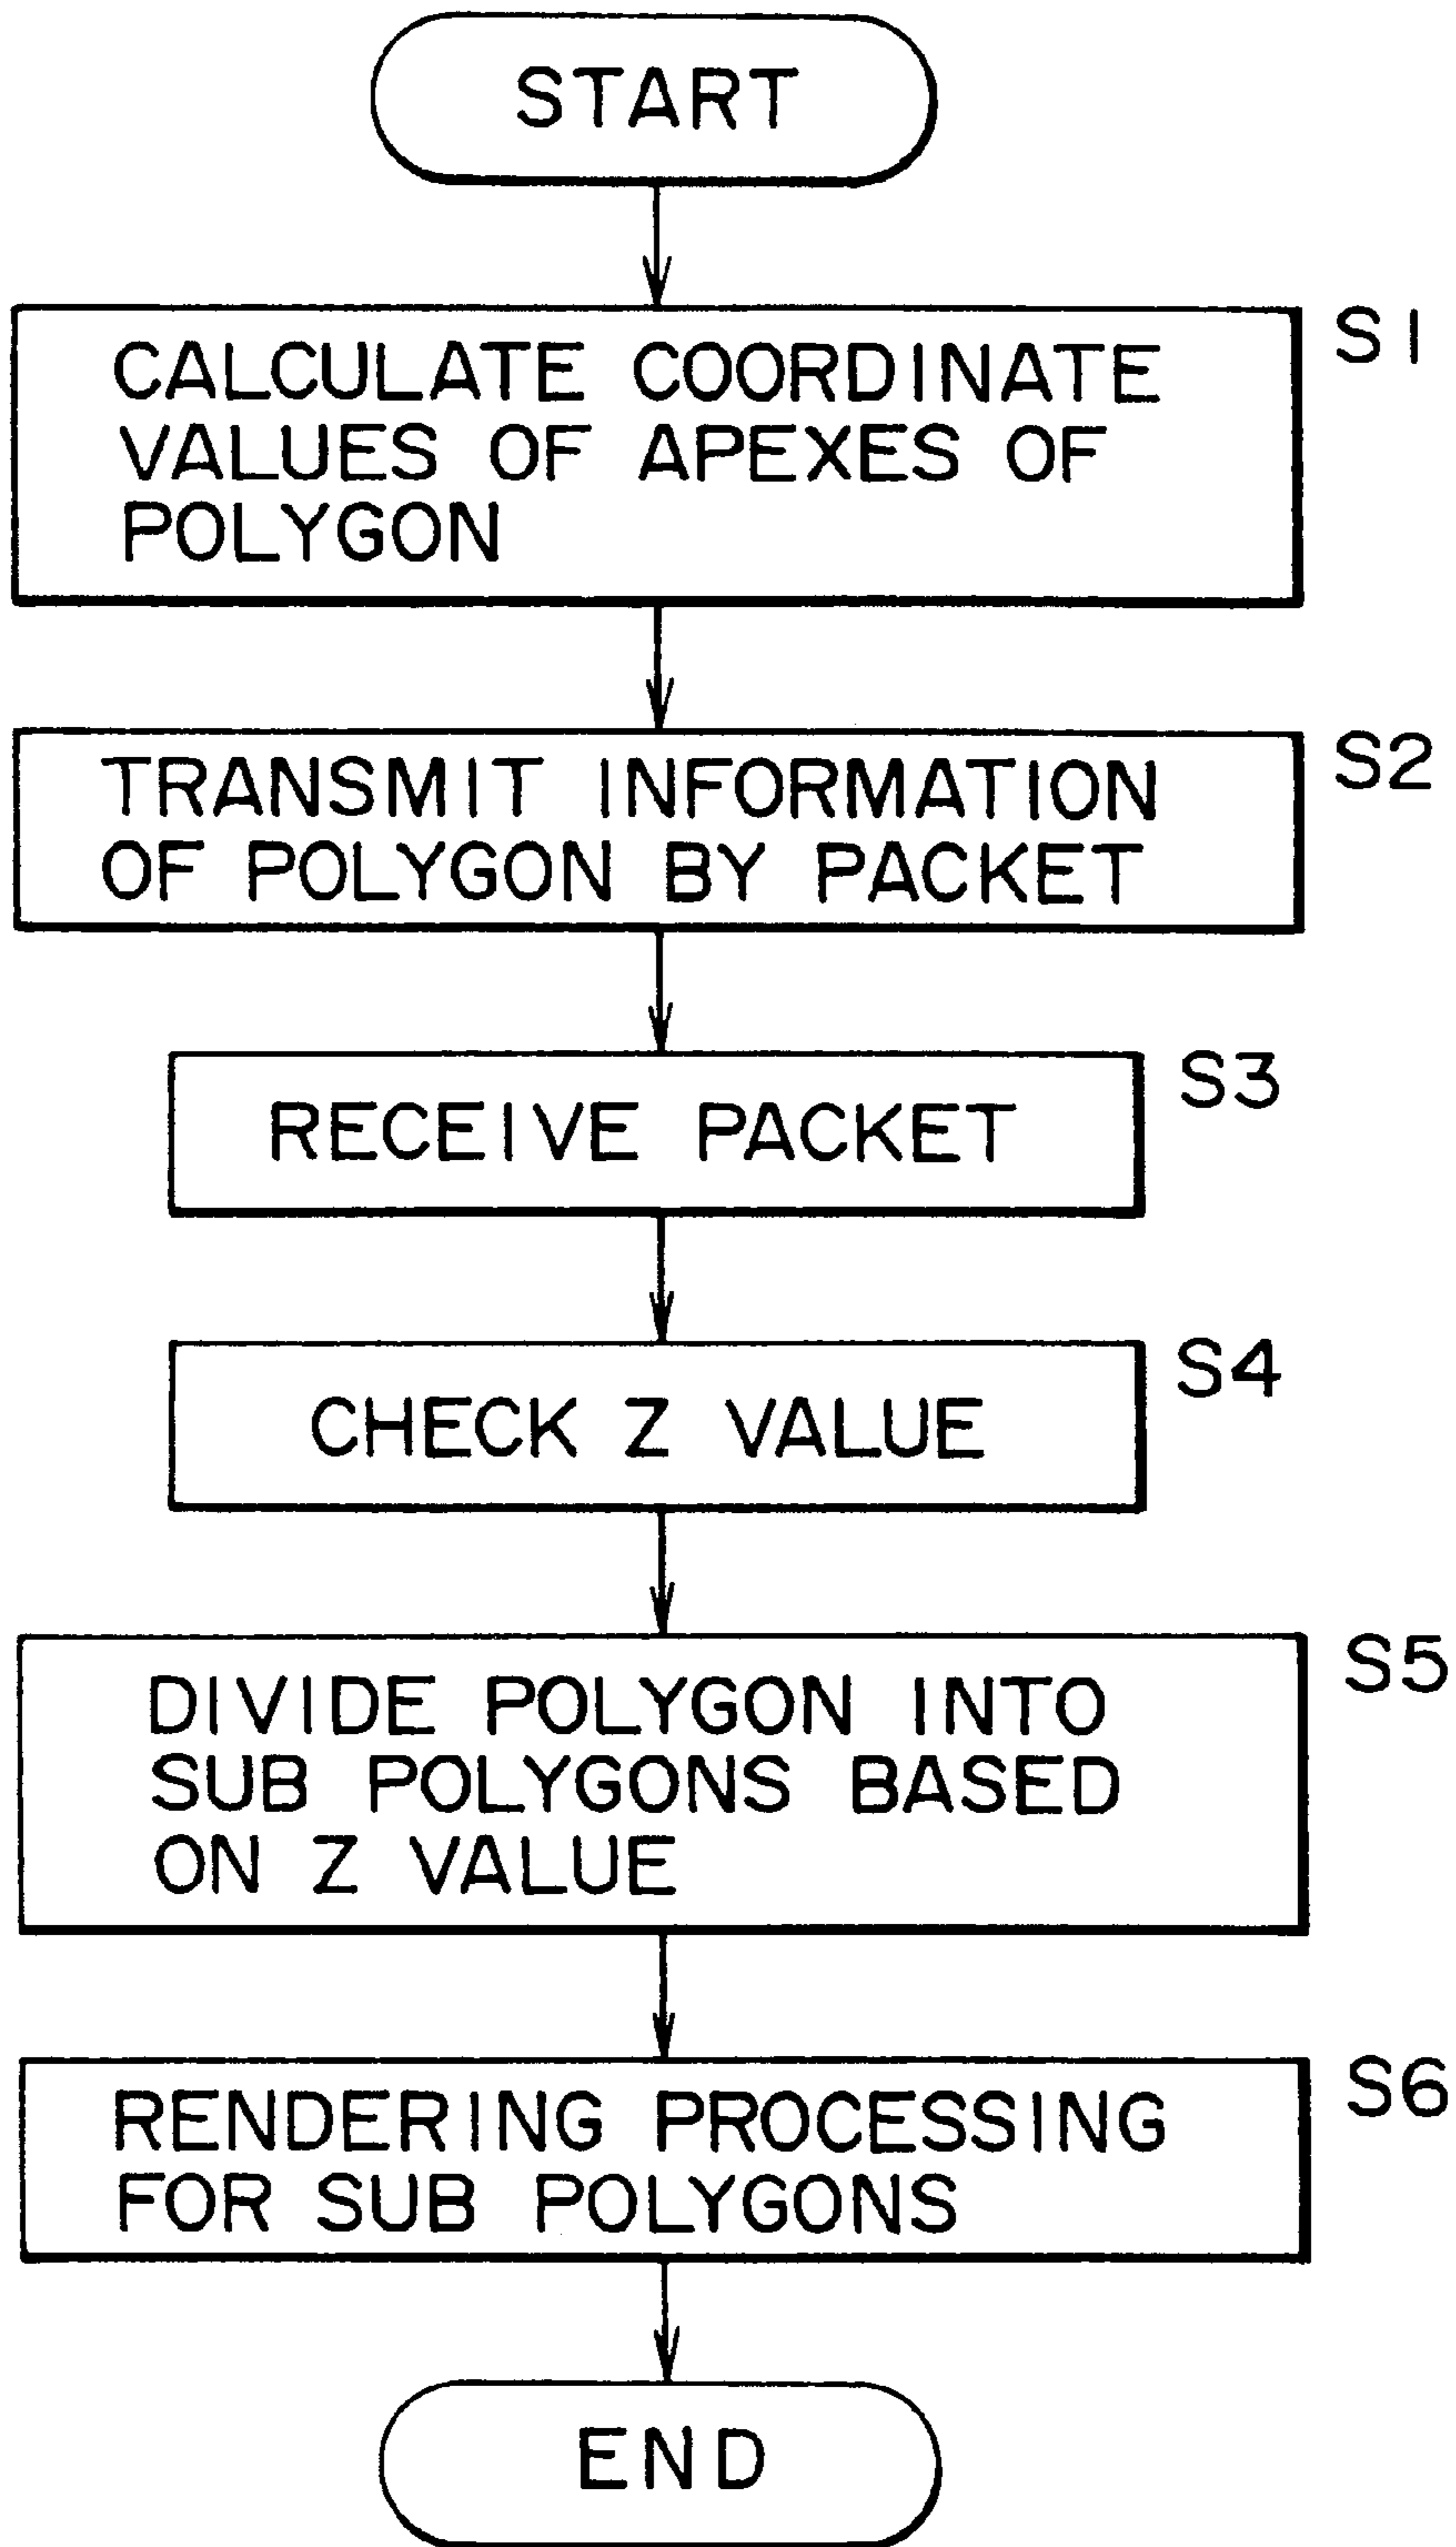 START
S1
CALCULATE COORDINATE
VALUES OF APEXES OF
POLYGON
S2
TRANSMIT INFORMATION
OF POLYGON BY PACKET
S3
RECEIVE PACKET
S4
CHECK Z VALUE
S5
DIVIDE POLYGON INTO
SUB POLYGONS BASED
ON Z VALUE
S6
RENDERING PROCESSING
FOR SUB POLYGONS
END